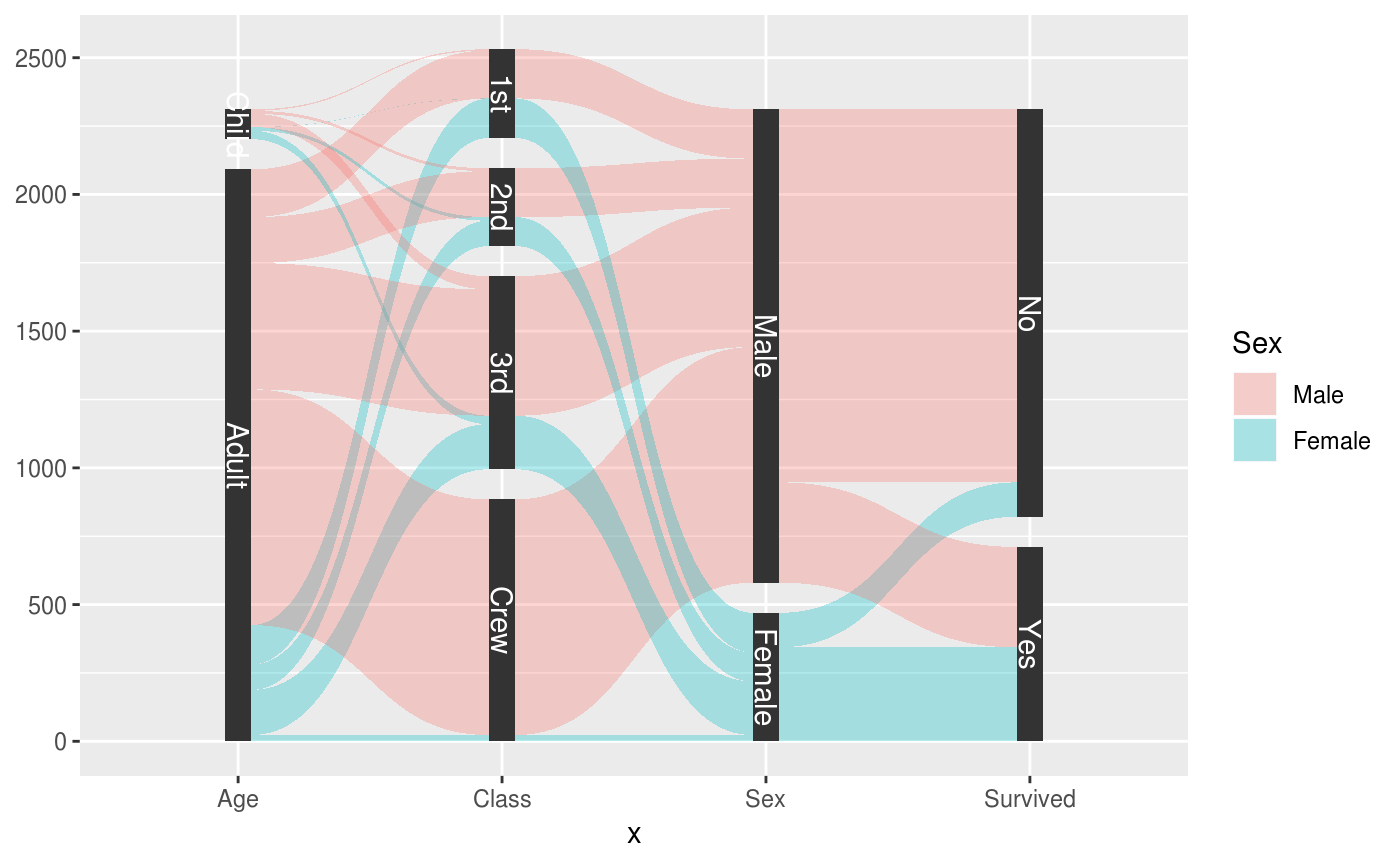 2500
2000
1500
1000
500
0
Child
Adult
1st
2nd
3rd
Crew
Male
Female
No
Yes
Age
Class
Sex
Survived
x
Sex
Male
Female